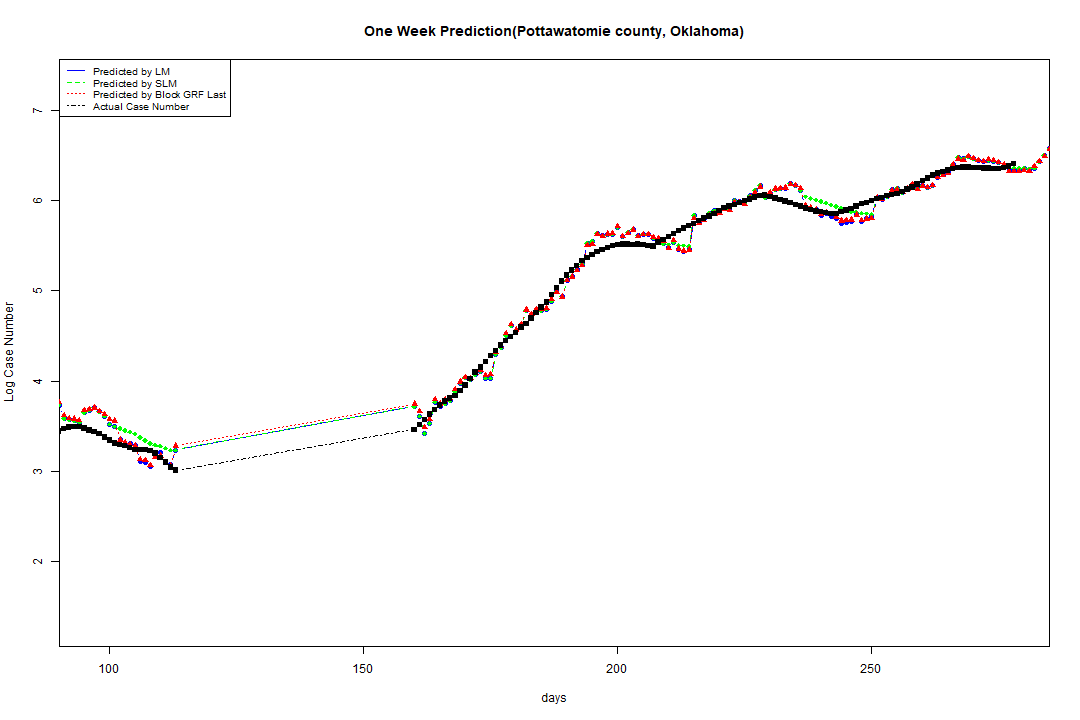 One Week Prediction(Pottawatomie county, Oklahoma)
Predicted by LM
Predicted by SLM
Predicted by Block GRF Last
Actual Case Number
Log Case Number
7
6
5
4
3
2
100 150 200 250
days